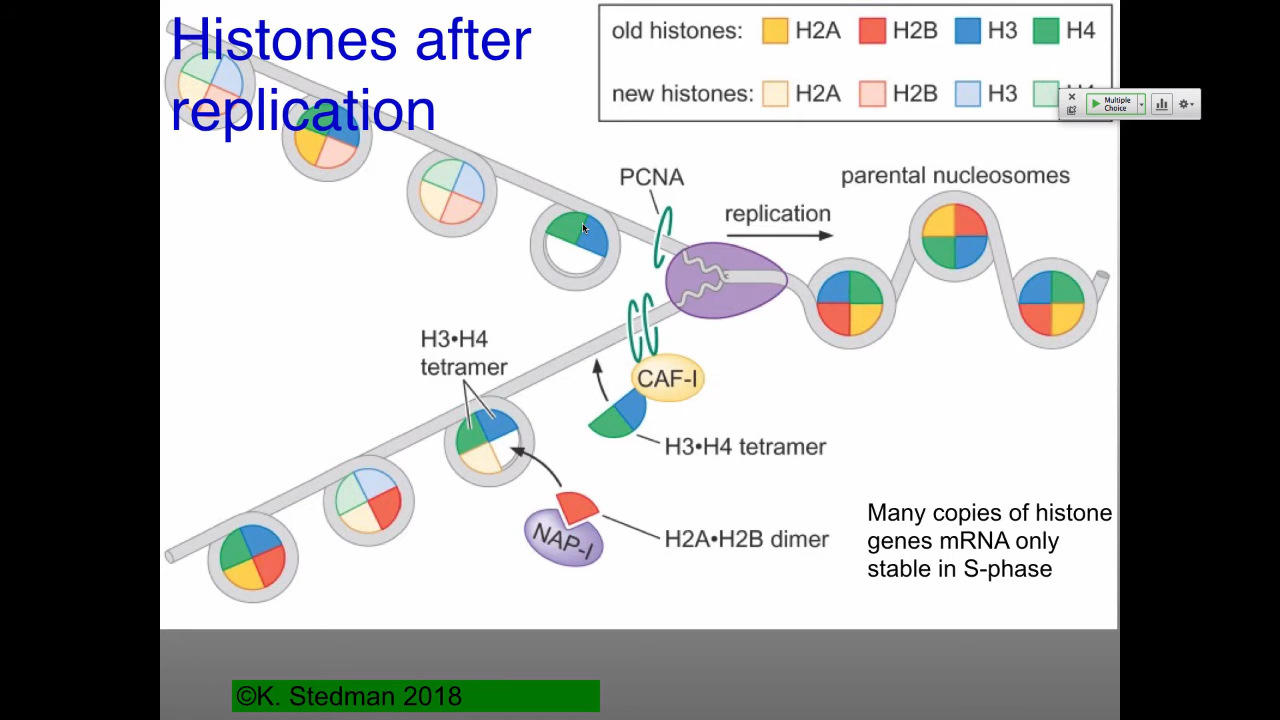 Histones after
replication
old histones: H2A H2B H3 H4
new histones: H2A H2B H3
Multiple
Choice
PCNA
replication
parental nucleosomes
H3•H4
tetramer
CAF-I
H3•H4 tetramer
NAP-I
H2A•H2B dimer
Many copies of histone
genes mRNA only
stable in S-phase
©K. Stedman 2018